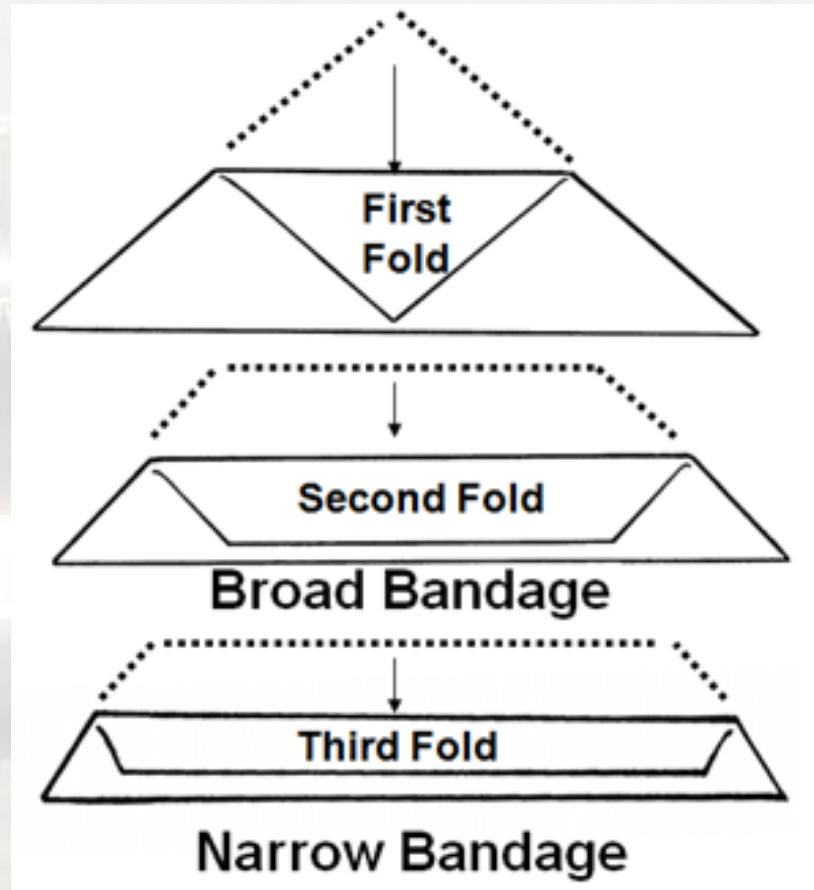 First
Fold
Second Fold
Broad Bandage
Third Fold
Narrow Bandage